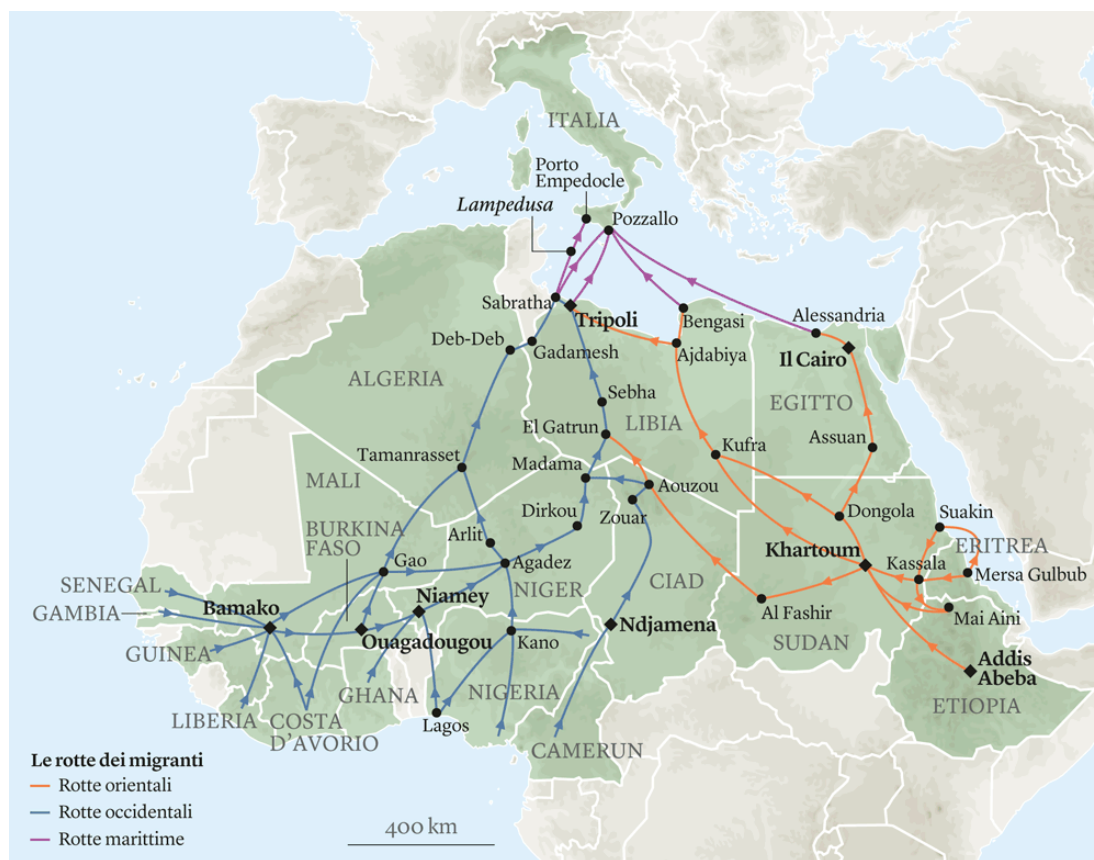 ITALIA
Porto
Empedocle
Lampedusa
Pozzallo
Sabratha
Tripoli
Bengasi
Alessandria
Deb-Deb
Gadamesh
Ajdabiya
Il Cairo
ALGERIA
Sebha
EGITTO
El Gatrun
LIBIA
Assuan
Tamanrasset
Madama
Kufra
MALI
Aouzou
Dirkou
Zouar
Dongola
Suakin
BURKINA
FASO
Arlit
Khartoum
ERITREA
Gao
Agadez
Kassala
Mersa Gulbub
SENEGAL
NIGER
CIAD
GAMBIA
Bamako
Niamey
Al Fashir
Mai Aini
Ouagadougou
Kano
Ndjamena
SUDAN
GUINEA
Addis
Abeba
GHANA
NIGERIA
ETIOPIA
LIBERIA
COSTA
D'AVORIO
Lagos
CAMERUN
Le rotte dei migranti
Rotte orientali
Rotte occidentali
Rotte marittime
400 km